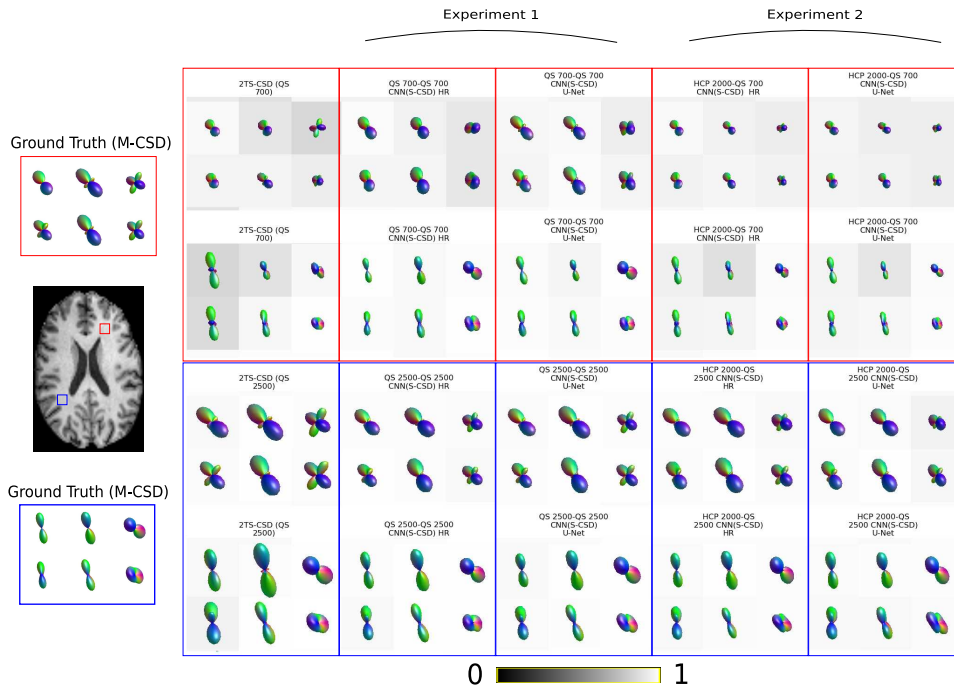 Experiment 1
Experiment 2
2TS-CSD (QS
700)
QS 700-QS 700
CNN(S-CSD) HR
QS 700-QS 700
CNN(S-CSD)
U-Net
HCP 2000-QS 700
CNN(S-CSD) HR
HCP 2000-QS 700
CNN(S-CSD)
U-Net
Ground Truth (M-CSD)
2TS-CSD (QS
700)
QS 700-QS 700
CNN(S-CSD) HR
QS 700-QS 700
CNN(S-CSD)
U-Net
HCP 2000-QS 700
CNN(S-CSD) HR
HCP 2000-QS 700
CNN(S-CSD)
U-Net
2TS-CSD (QS
2500)
QS 2500-QS 2500
CNN(S-CSD) HR
QS 2500-QS 2500
CNN(S-CSD)
U-Net
HCP 2000-QS
2500 CNN(S-CSD)
HR
HCP 2000-QS
2500 CNN(S-CSD)
U-Net
Ground Truth (M-CSD)
2TS-CSD (QS
2500)
QS 2500-QS 2500
CNN(S-CSD) HR
QS 2500-QS 2500
CNN(S-CSD)
U-Net
HCP 2000-QS
2500 CNN(S-CSD)
HR
HCP 2000-QS
2500 CNN(S-CSD)
U-Net
0 1